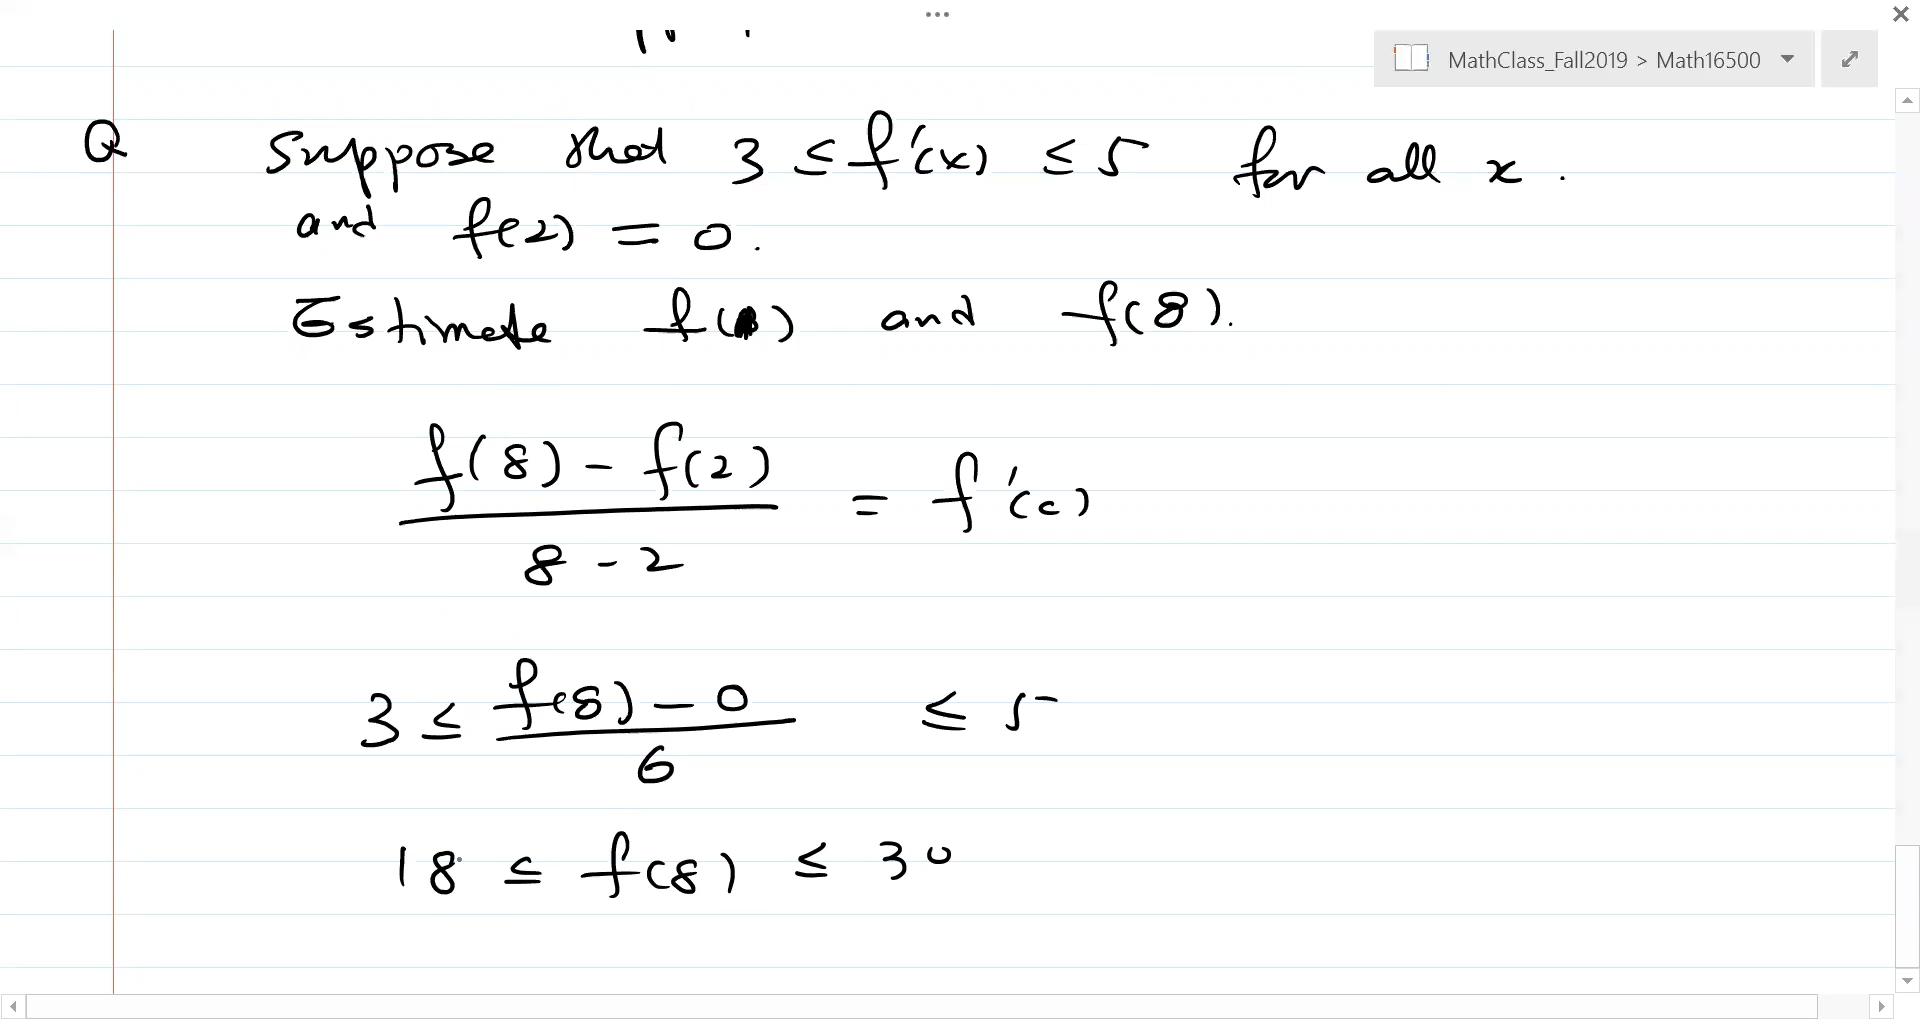 MathClass_Fall2019 > Math16500
Q Suppose that 3 ≤ f'(x) ≤ 5 for all x.
and f(2) = 0.
Estimate f( ) and f(8).
f(8) - f(2)
8 - 2
= f'(c)
3 ≤ f(8) - 0
6
≤ 5
18 ≤ f(8) ≤ 30